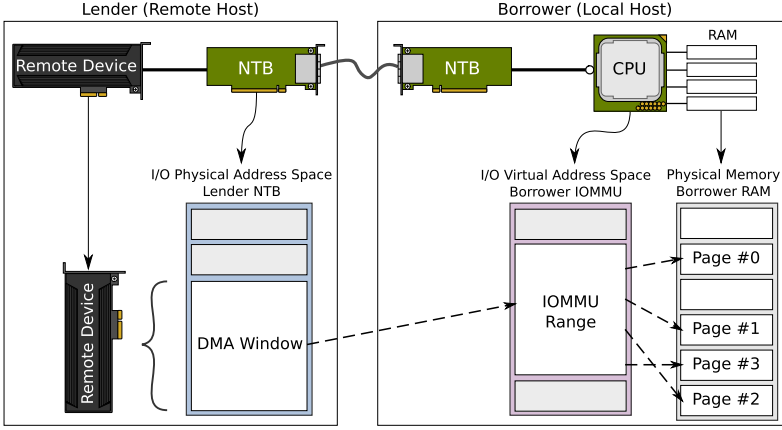 Lender (Remote Host)
Borrower (Local Host)
Remote Device
NTB
NTB
CPU
RAM
I/O Physical Address Space
Lender NTB
I/O Virtual Address Space
Borrower IOMMU
Physical Memory
Borrower RAM
Remote Device
DMA Window
IOMMU
Range
Page #0
Page #1
Page #3
Page #2